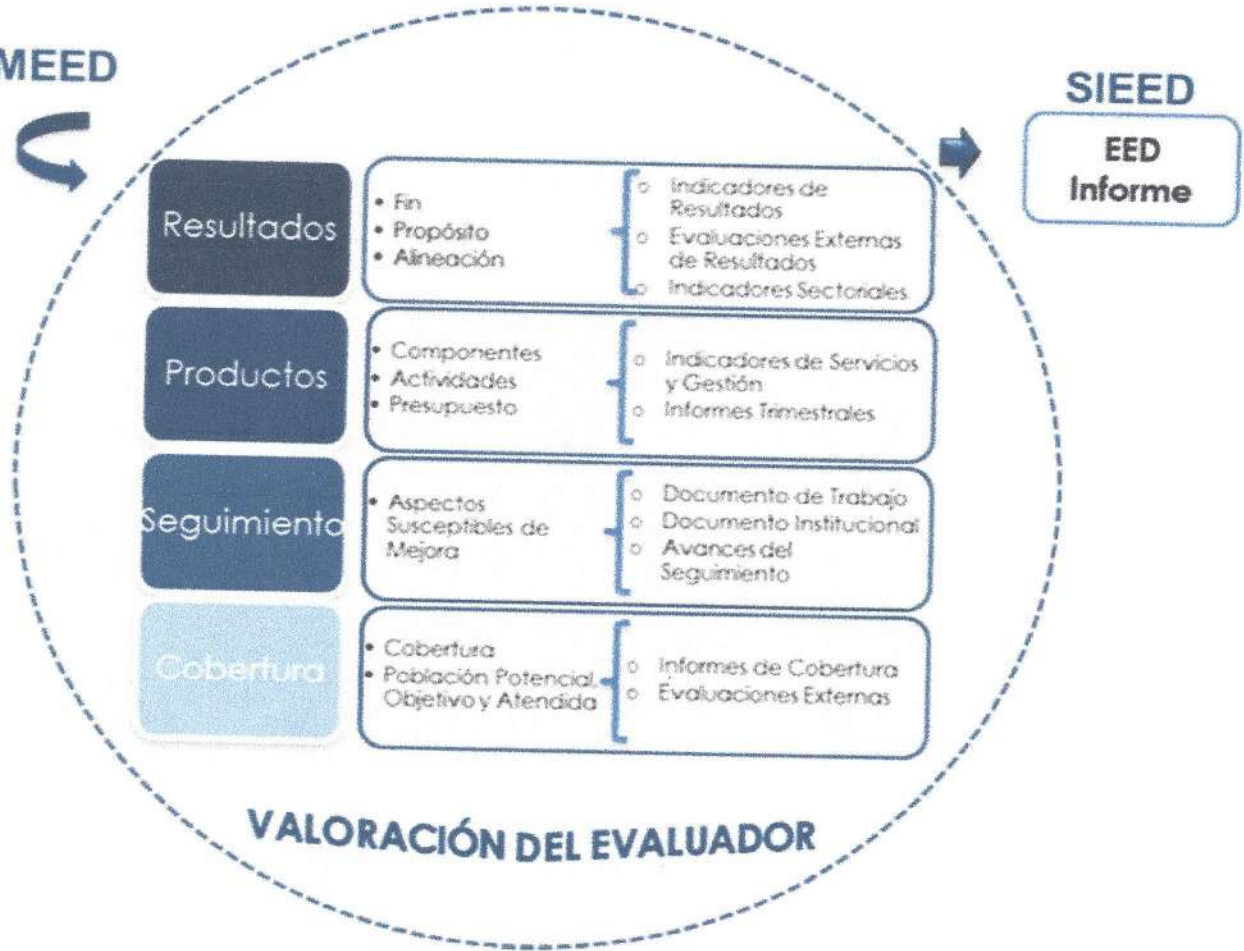 MEED
SIEED
EED
Informe
Resultados
• Fin
• Propósito
• Alineación
○ Indicadores de
Resultados
○ Evaluaciones Externas
de Resultados
○ Indicadores Sectoriales
Productos
• Componentes
• Actividades
• Presupuesto
○ Indicadores de Servicios
y Gestión
○ Informes Trimestrales
Seguimiento
• Aspectos
Susceptibles de
Mejora
○ Documento de Trabajo
○ Documento Institucional
○ Avances del
Seguimiento
Cobertura
• Cobertura
• Población Potencial,
Objetivo y Atendida
○ Informes de Cobertura
○ Evaluaciones Externas
VALORACIÓN DEL EVALUADOR